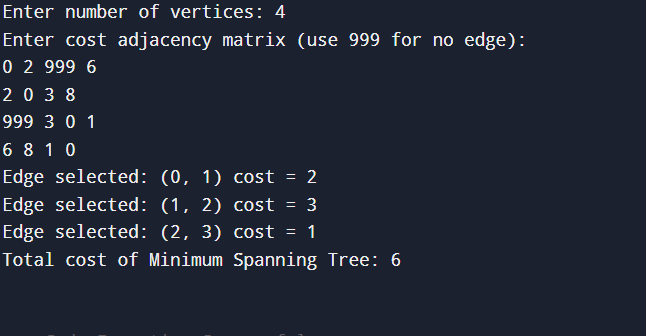 Enter number of vertices: 4
Enter cost adjacency matrix (use 999 for no edge):
0 2 999 6
2 0 3 8
999 3 0 1
6 8 1 0
Edge selected: (0, 1) cost = 2
Edge selected: (1, 2) cost = 3
Edge selected: (2, 3) cost = 1
Total cost of Minimum Spanning Tree: 6